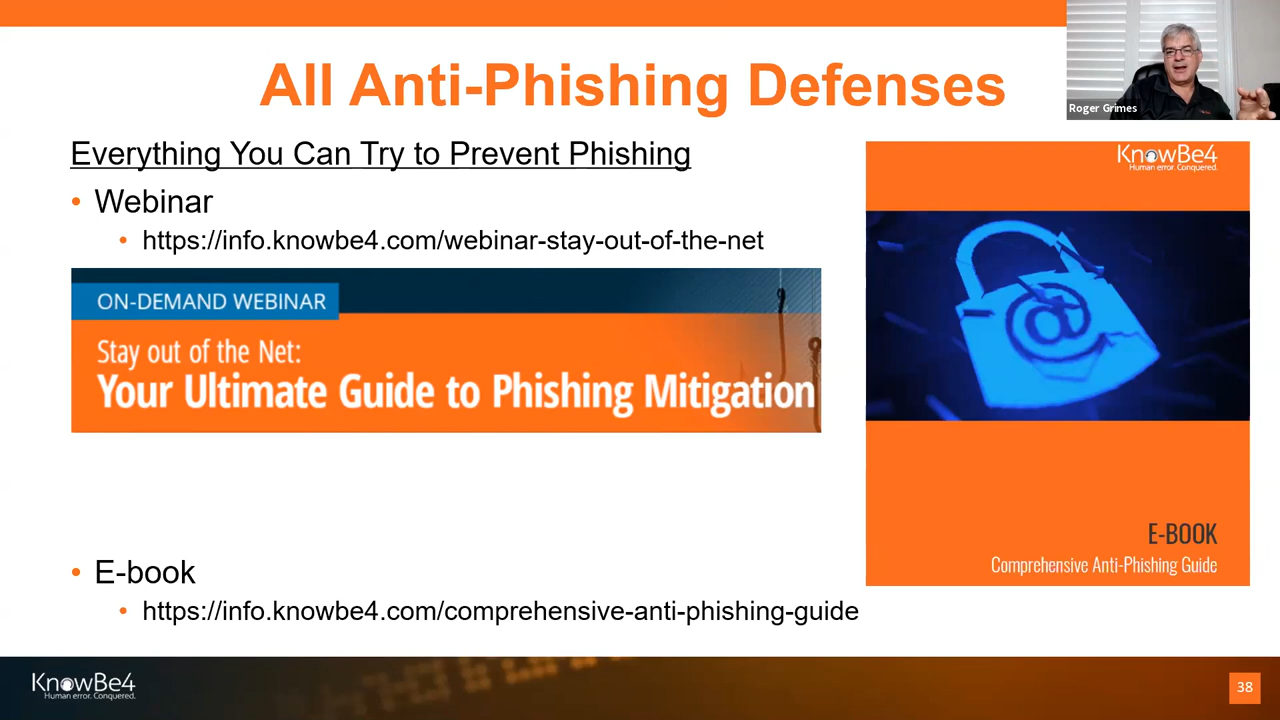 All Anti-Phishing Defenses
Roger Grimes
Everything You Can Try to Prevent Phishing
• Webinar
• https://info.knowbe4.com/webinar-stay-out-of-the-net
ON-DEMAND WEBINAR
Stay out of the Net:
Your Ultimate Guide to Phishing Mitigation
KnowBe4
Human error. Conquered.
@
E-BOOK
Comprehensive Anti-Phishing Guide
• E-book
• https://info.knowbe4.com/comprehensive-anti-phishing-guide
KnowBe4
Human error. Conquered.
38